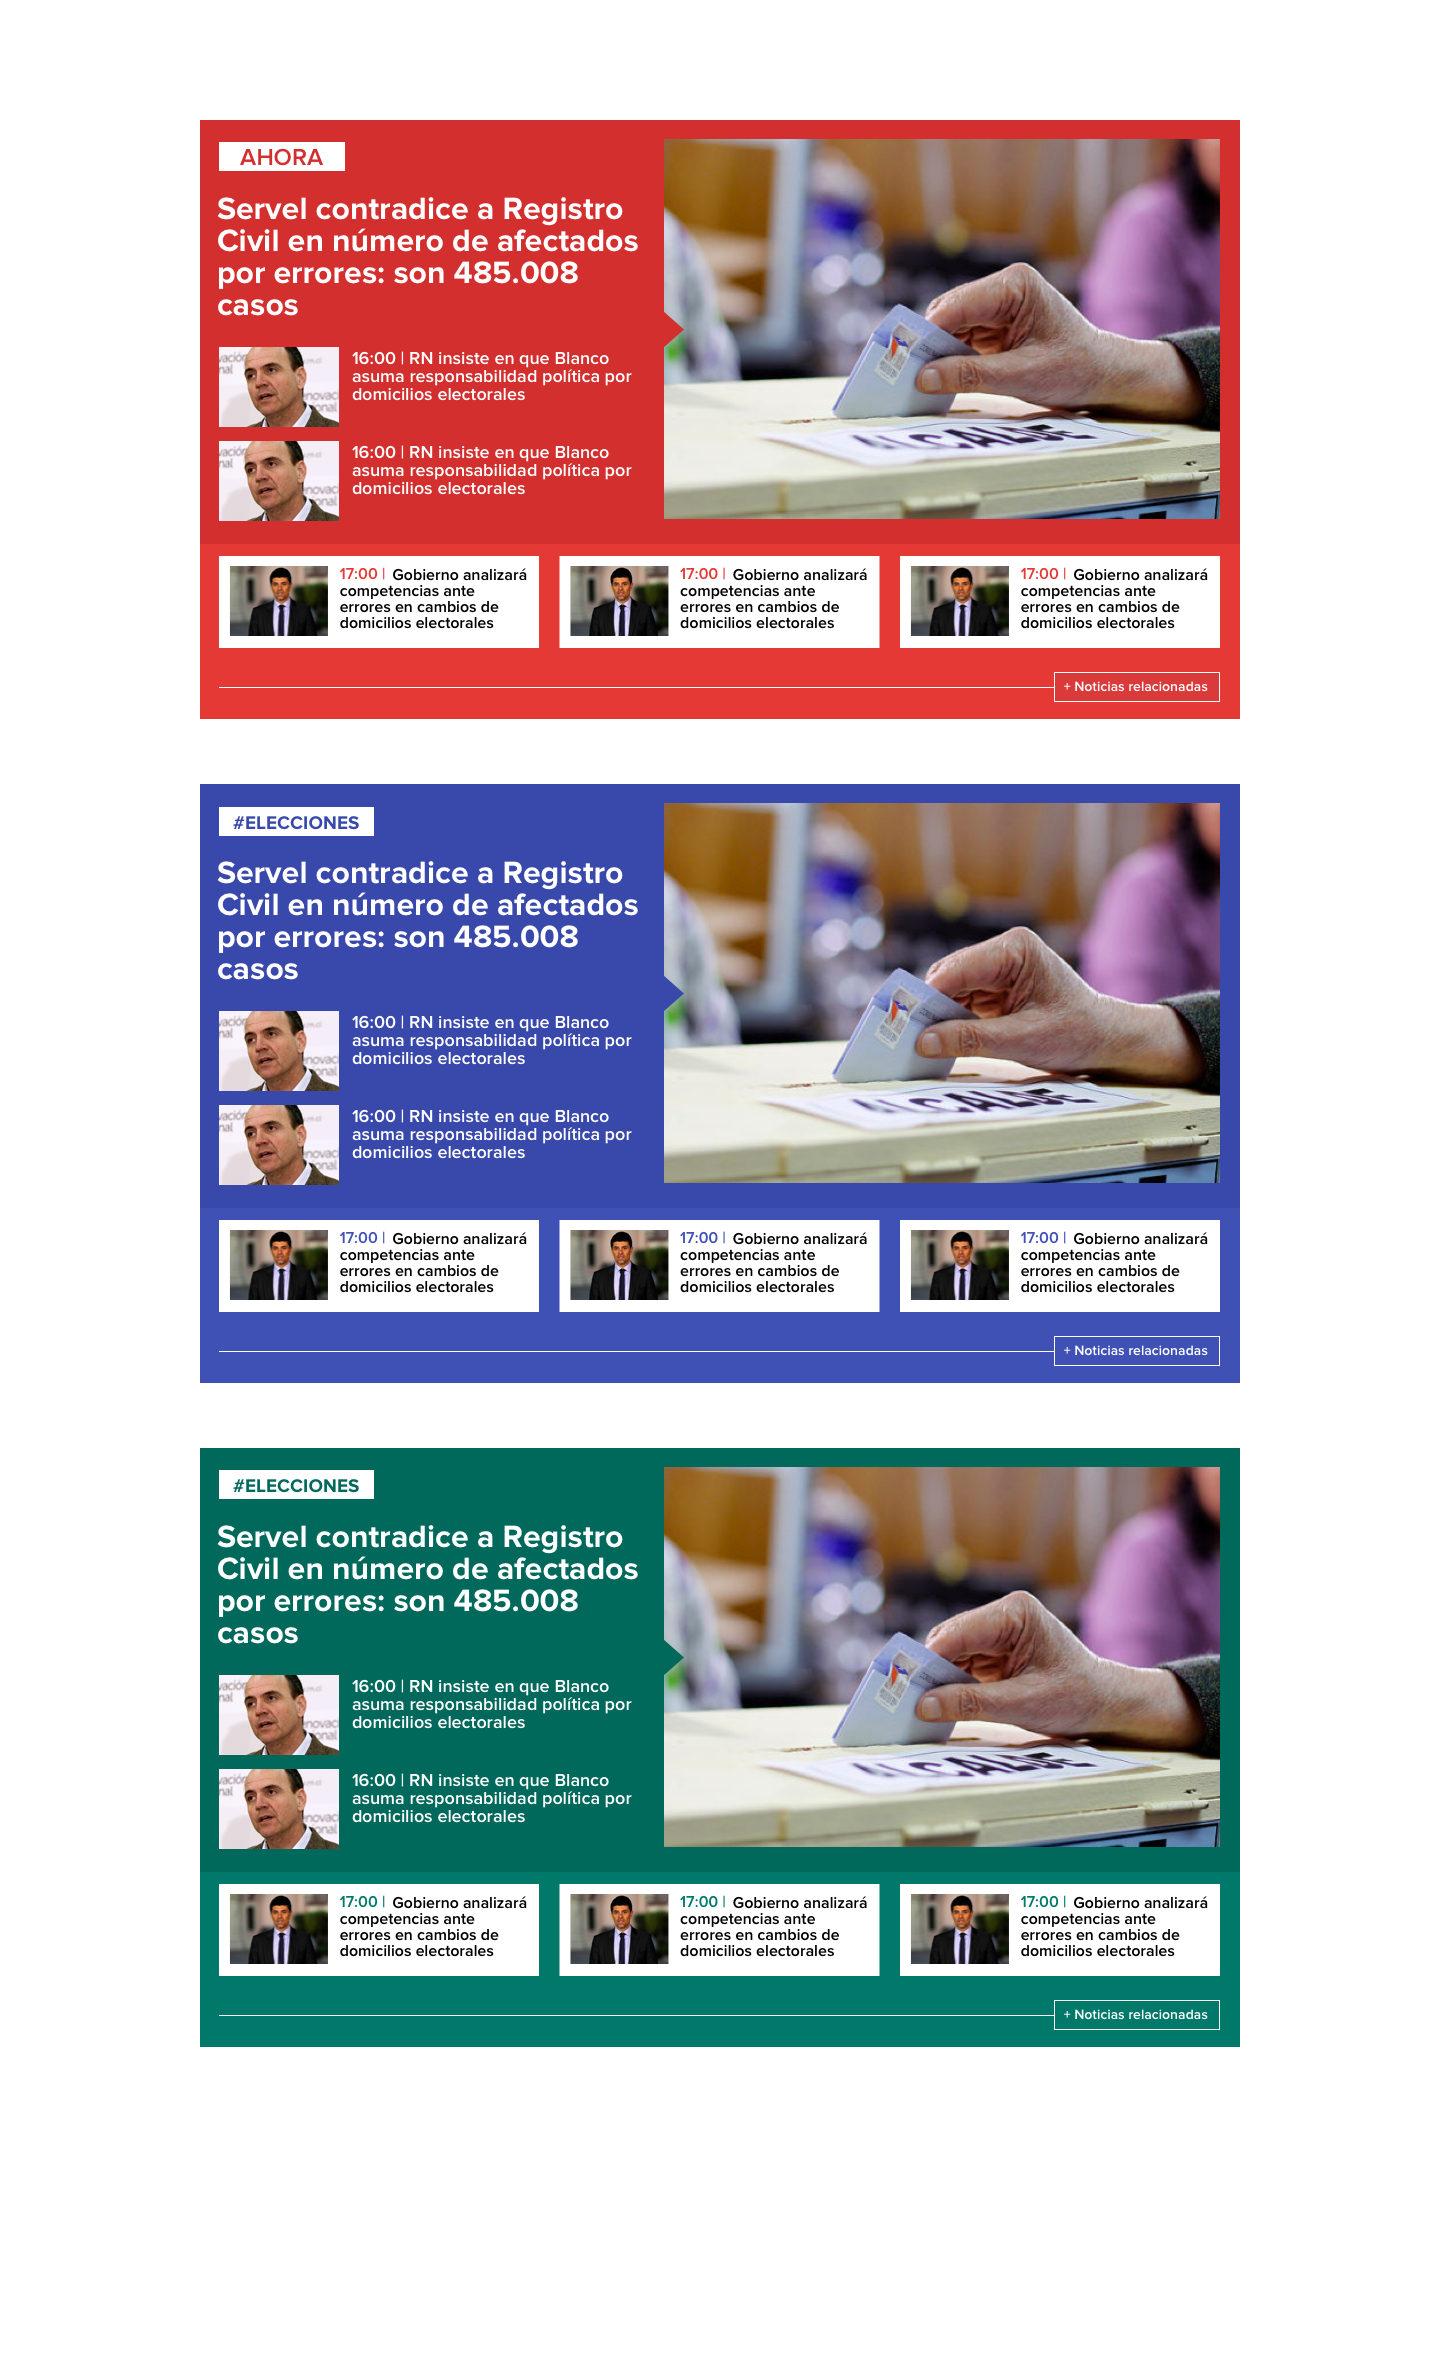 AHORA
Servel contradice a Registro
Civil en número de afectados
por errores: son 485.008
casos
16:00 | RN insiste en que Blanco
asuma responsabilidad política por
domicilios electorales
16:00 | RN insiste en que Blanco
asuma responsabilidad política por
domicilios electorales
ALCALDE
17:00 | Gobierno analizará
competencias ante
errores en cambios de
domicilios electorales
17:00 | Gobierno analizará
competencias ante
errores en cambios de
domicilios electorales
17:00 | Gobierno analizará
competencias ante
errores en cambios de
domicilios electorales
+ Noticias relacionadas
#ELECCIONES
Servel contradice a Registro
Civil en número de afectados
por errores: son 485.008
casos
16:00 | RN insiste en que Blanco
asuma responsabilidad política por
domicilios electorales
16:00 | RN insiste en que Blanco
asuma responsabilidad política por
domicilios electorales
ALCALDE
17:00 | Gobierno analizará
competencias ante
errores en cambios de
domicilios electorales
17:00 | Gobierno analizará
competencias ante
errores en cambios de
domicilios electorales
17:00 | Gobierno analizará
competencias ante
errores en cambios de
domicilios electorales
+ Noticias relacionadas
#ELECCIONES
Servel contradice a Registro
Civil en número de afectados
por errores: son 485.008
casos
16:00 | RN insiste en que Blanco
asuma responsabilidad política por
domicilios electorales
16:00 | RN insiste en que Blanco
asuma responsabilidad política por
domicilios electorales
ALCALDE
17:00 | Gobierno analizará
competencias ante
errores en cambios de
domicilios electorales
17:00 | Gobierno analizará
competencias ante
errores en cambios de
domicilios electorales
17:00 | Gobierno analizará
competencias ante
errores en cambios de
domicilios electorales
+ Noticias relacionadas